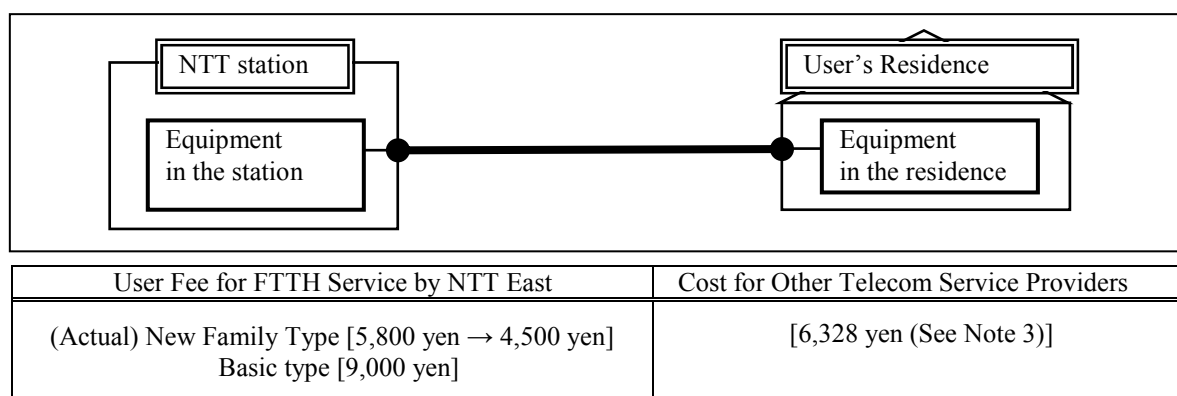 NTT station
User’s Residence
Equipment
in the station
Equipment
in the residence
User Fee for FTTH Service by NTT East
Cost for Other Telecom Service Providers
(Actual) New Family Type [5,800 yen → 4,500 yen]
Basic type [9,000 yen]
[6,328 yen (See Note 3)]